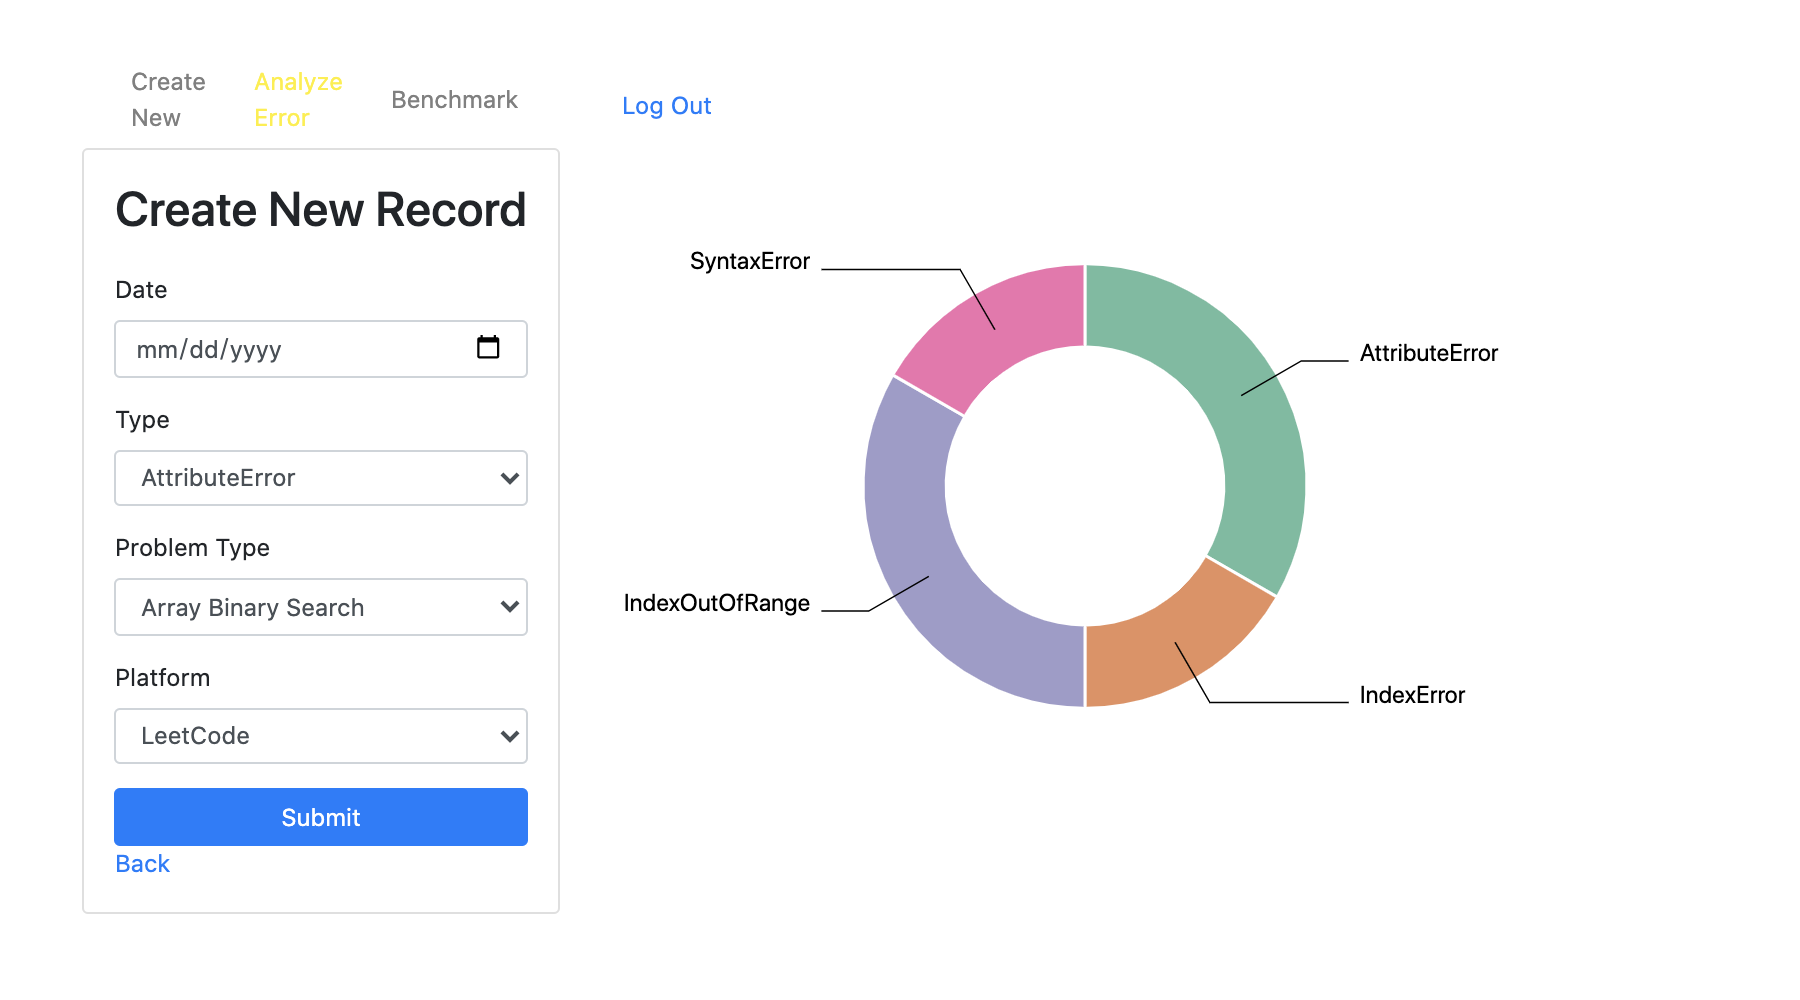 Create
New
Analyze
Error
Benchmark
Log Out
Create New Record
Date
mm/dd/yyyy
Type
AttributeError
Problem Type
Array Binary Search
Platform
LeetCode
Submit
Back
SyntaxError
AttributeError
IndexOutOfRange
IndexError